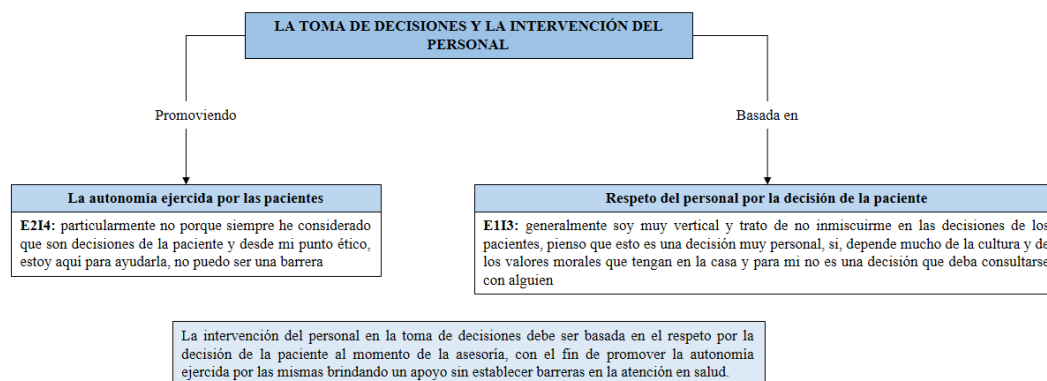 LA TOMA DE DECISIONES Y LA INTERVENCIÓN DEL
PERSONAL
Promoviendo
Basada en
La autonomía ejercida por las pacientes
E2I4: particularmente no porque siempre he considerado
que son decisiones de la paciente y desde mi punto ético,
estoy aquí para ayudarla, no puedo ser una barrera
Respeto del personal por la decisión de la paciente
E1I3: generalmente soy muy vertical y trato de no inmiscuirme en las decisiones de los
pacientes, pienso que esto es una decisión muy personal, si, depende mucho de la cultura y de
los valores morales que tengan en la casa y para mi no es una decisión que deba consultarse
con alguien
La intervención del personal en la toma de decisiones debe ser basada en el respeto por la
decisión de la paciente al momento de la asesoría, con el fin de promover la autonomía
ejercida por las mismas brindando un apoyo sin establecer barreras en la atención en salud.